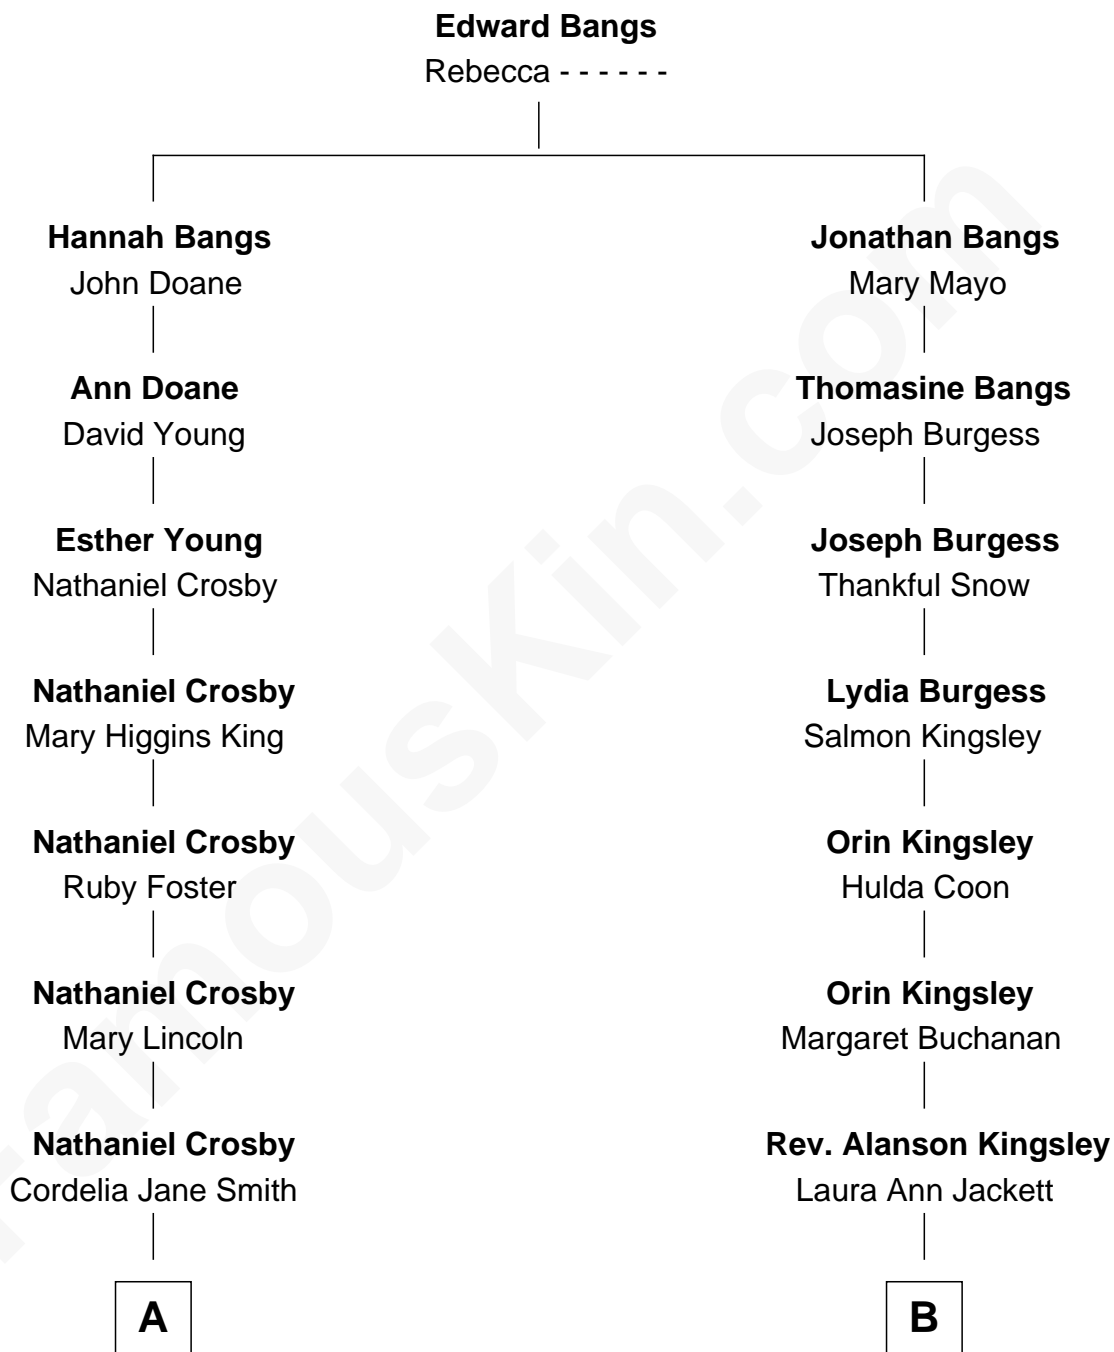 Edward Bangs
Rebecca - - - - - -
Hannah Bangs
John Doane
Jonathan Bangs
Mary Mayo
Ann Doane
David Young
Thomasine Bangs
Joseph Burgess
Esther Young
Nathaniel Crosby
Joseph Burgess
Thankful Snow
Nathaniel Crosby
Mary Higgins King
Lydia Burgess
Salmon Kingsley
Nathaniel Crosby
Ruby Foster
Orin Kingsley
Hulda Coon
Nathaniel Crosby
Mary Lincoln
Orin Kingsley
Margaret Buchanan
Nathaniel Crosby
Cordelia Jane Smith
Rev. Alanson Kingsley
Laura Ann Jackett
A
B
FamousKin.com